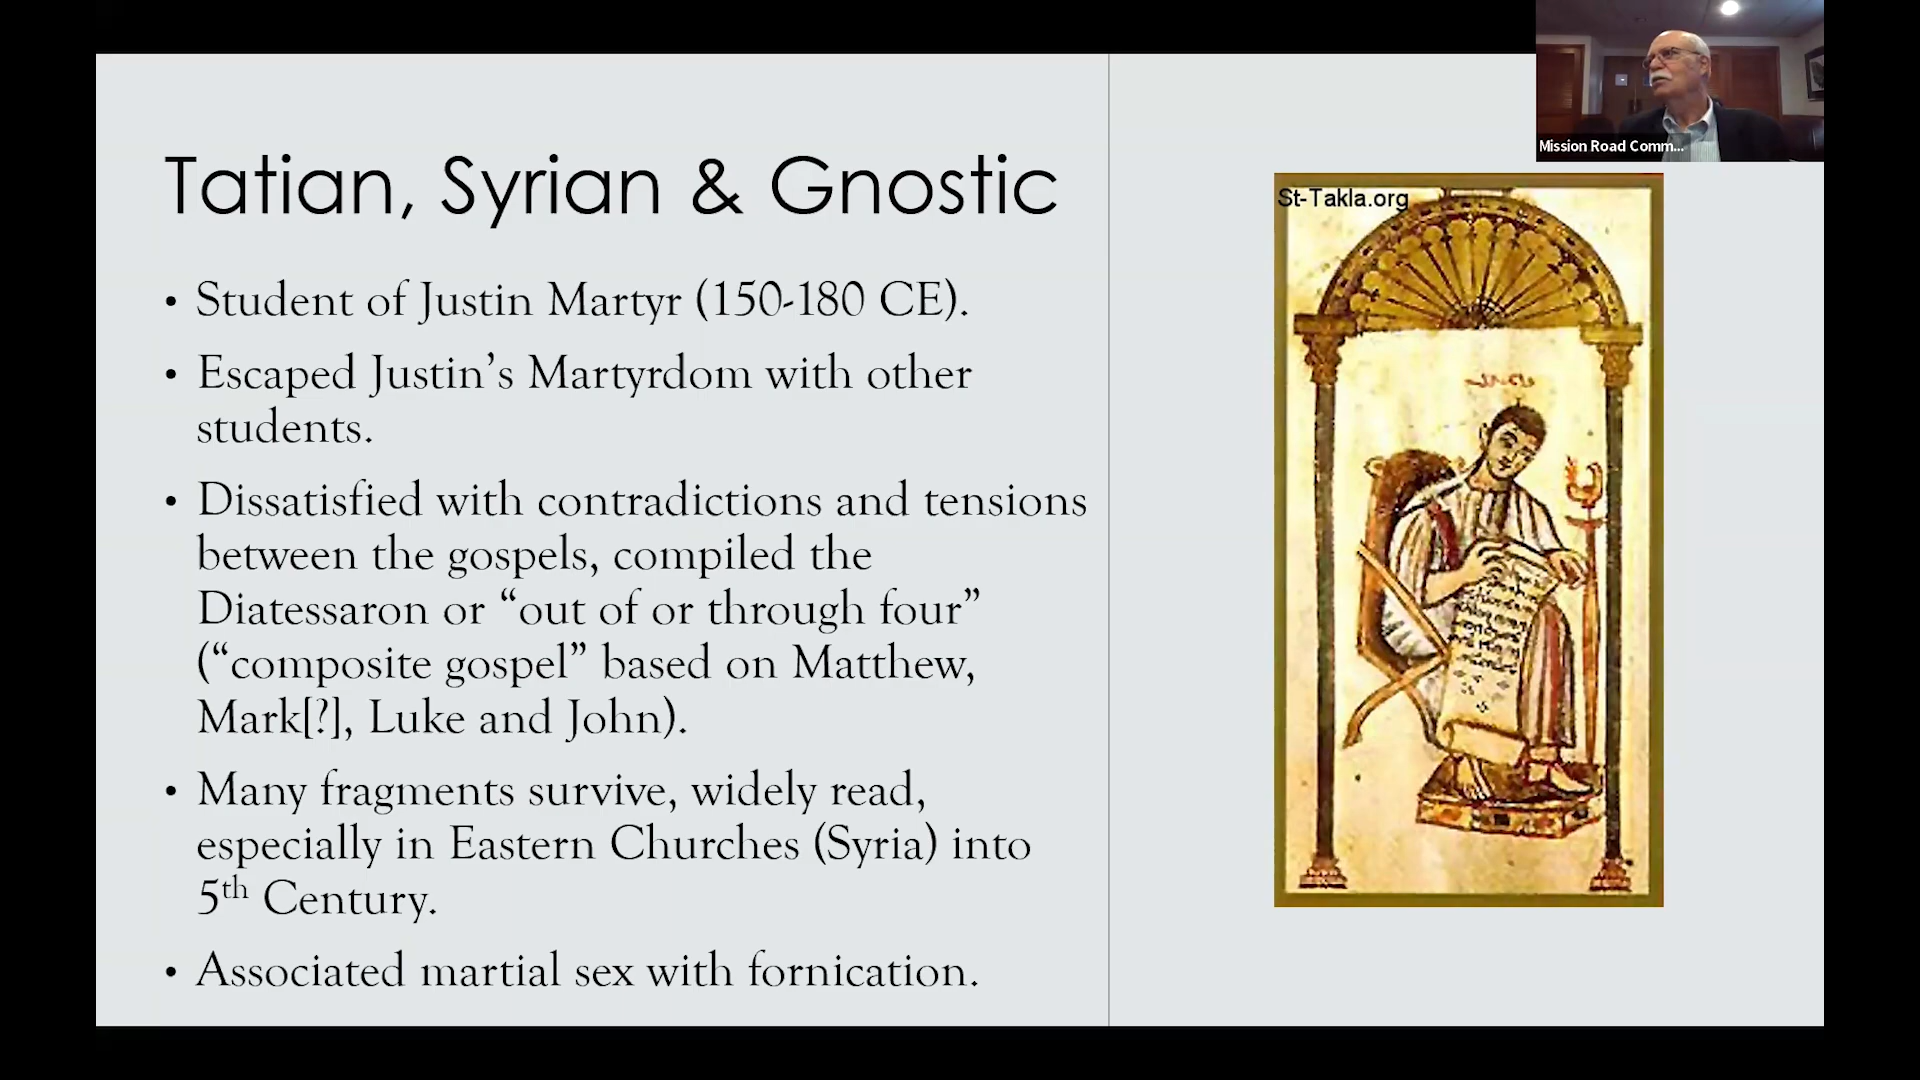 Mission Road Comm...
Tatian, Syrian & Gnostic
• Student of Justin Martyr (150-180 CE).
• Escaped Justin’s Martyrdom with other
students.
• Dissatisfied with contradictions and tensions
between the gospels, compiled the
Diatessaron or “out of or through four”
(“composite gospel” based on Matthew,
Mark[?], Luke and John).
• Many fragments survive, widely read,
especially in Eastern Churches (Syria) into
5th Century.
• Associated martial sex with fornication.
St-Takla.org